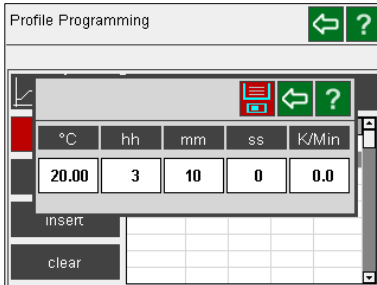 Profile Programming
?
?
°C hh mm ss K/Min
20.00 3 10 0 0.0
insert
clear